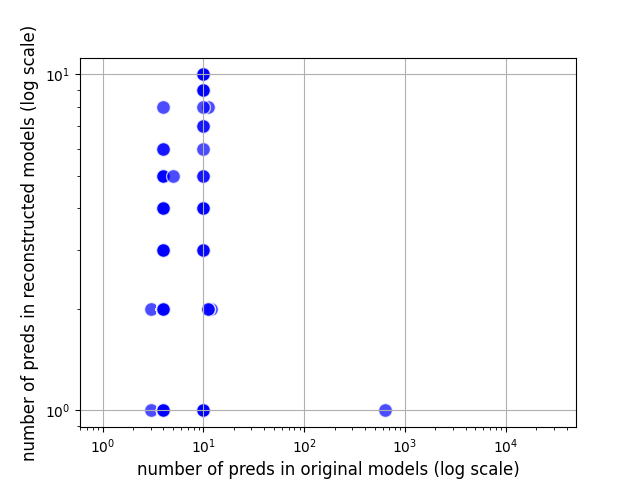 number of preds in reconstructed models (log scale)
10¹
10⁰
10⁰ 10¹ 10² 10³ 10⁴
number of preds in original models (log scale)